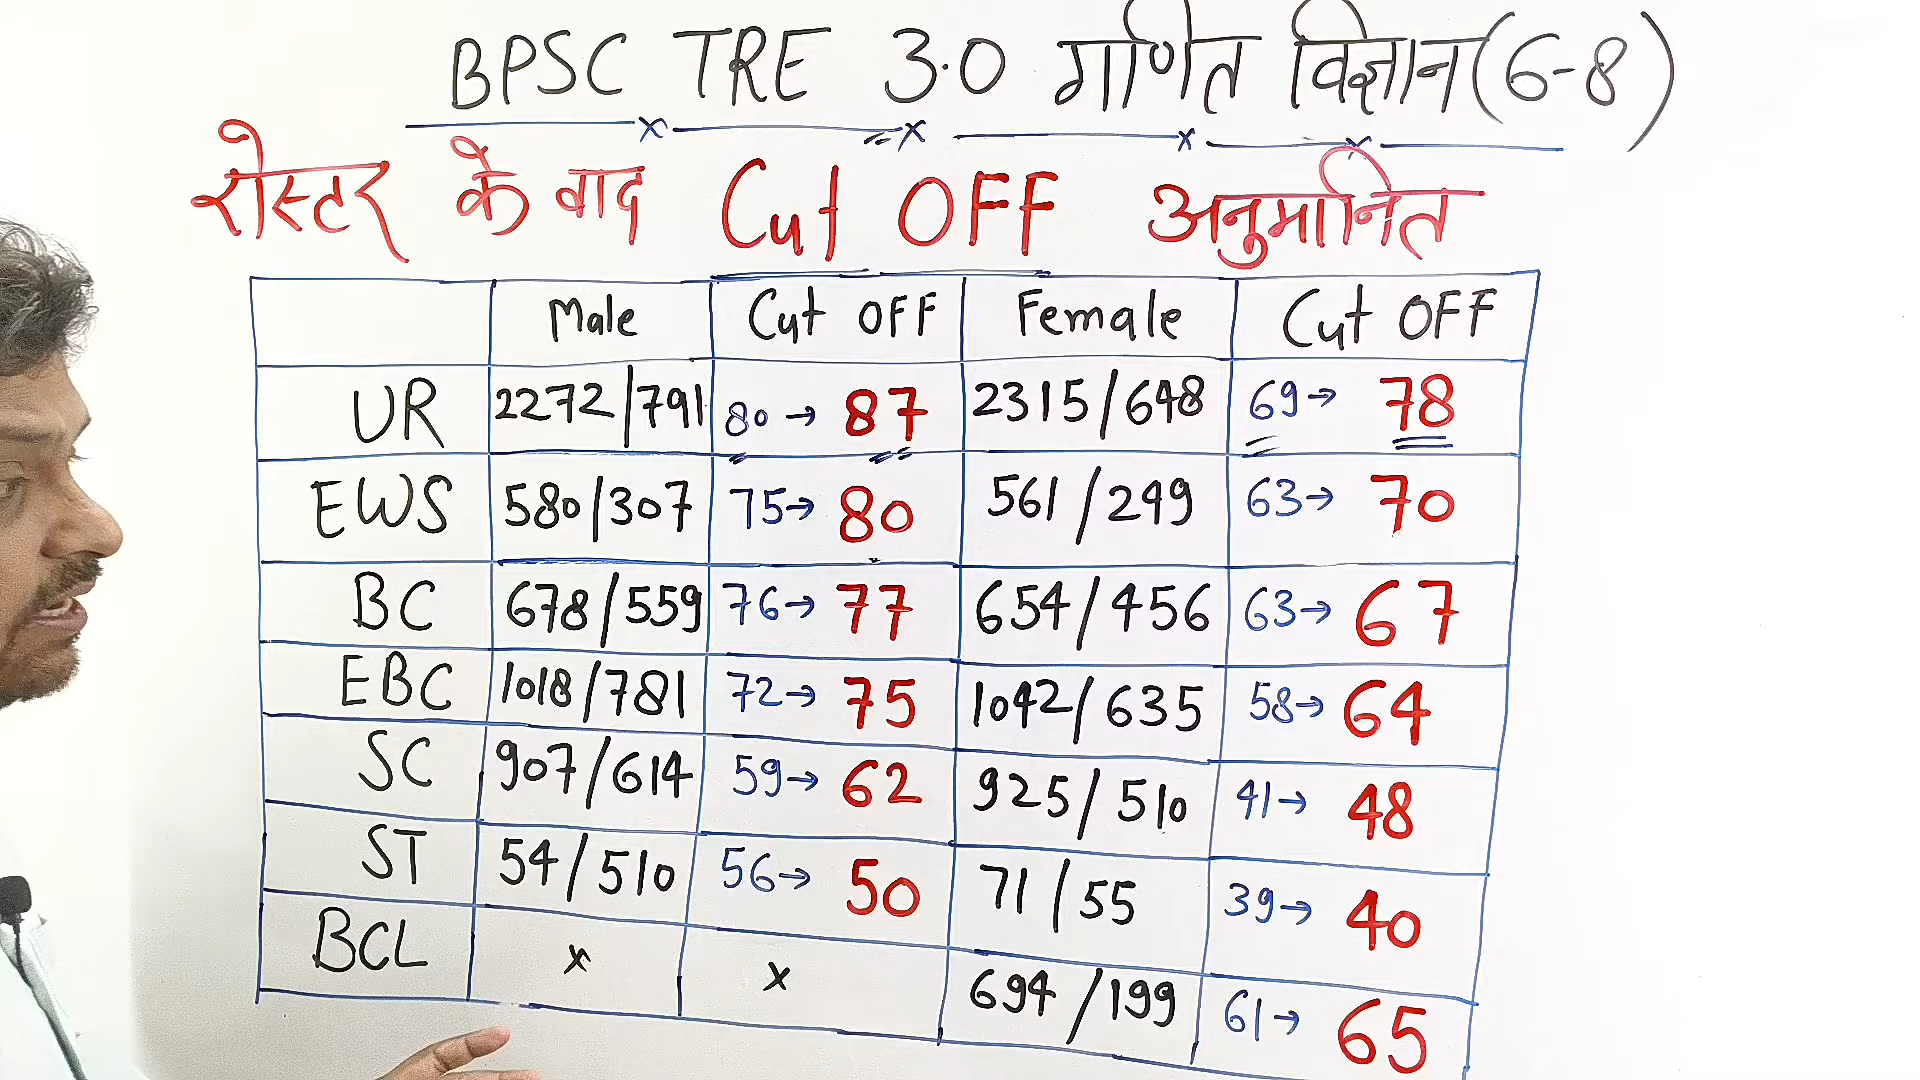 BPSC TRE 3.0 गणित विज्ञान (6-8)
रोस्टर के बाद Cut OFF अनुमानित
Male Cut OFF Female Cut OFF
UR 2272/791 80→ 87 2315/648 69→ 78
EWS 580/307 75→ 80 561/249 63→ 70
BC 678/559 76→ 77 654/456 63→ 67
EBC 1018/781 72→ 75 1042/635 58→ 64
SC 907/614 59→ 62 925/510 41→ 48
ST 54/510 56→ 50 71/55 39→ 40
BCL × × 694/199 61→ 65